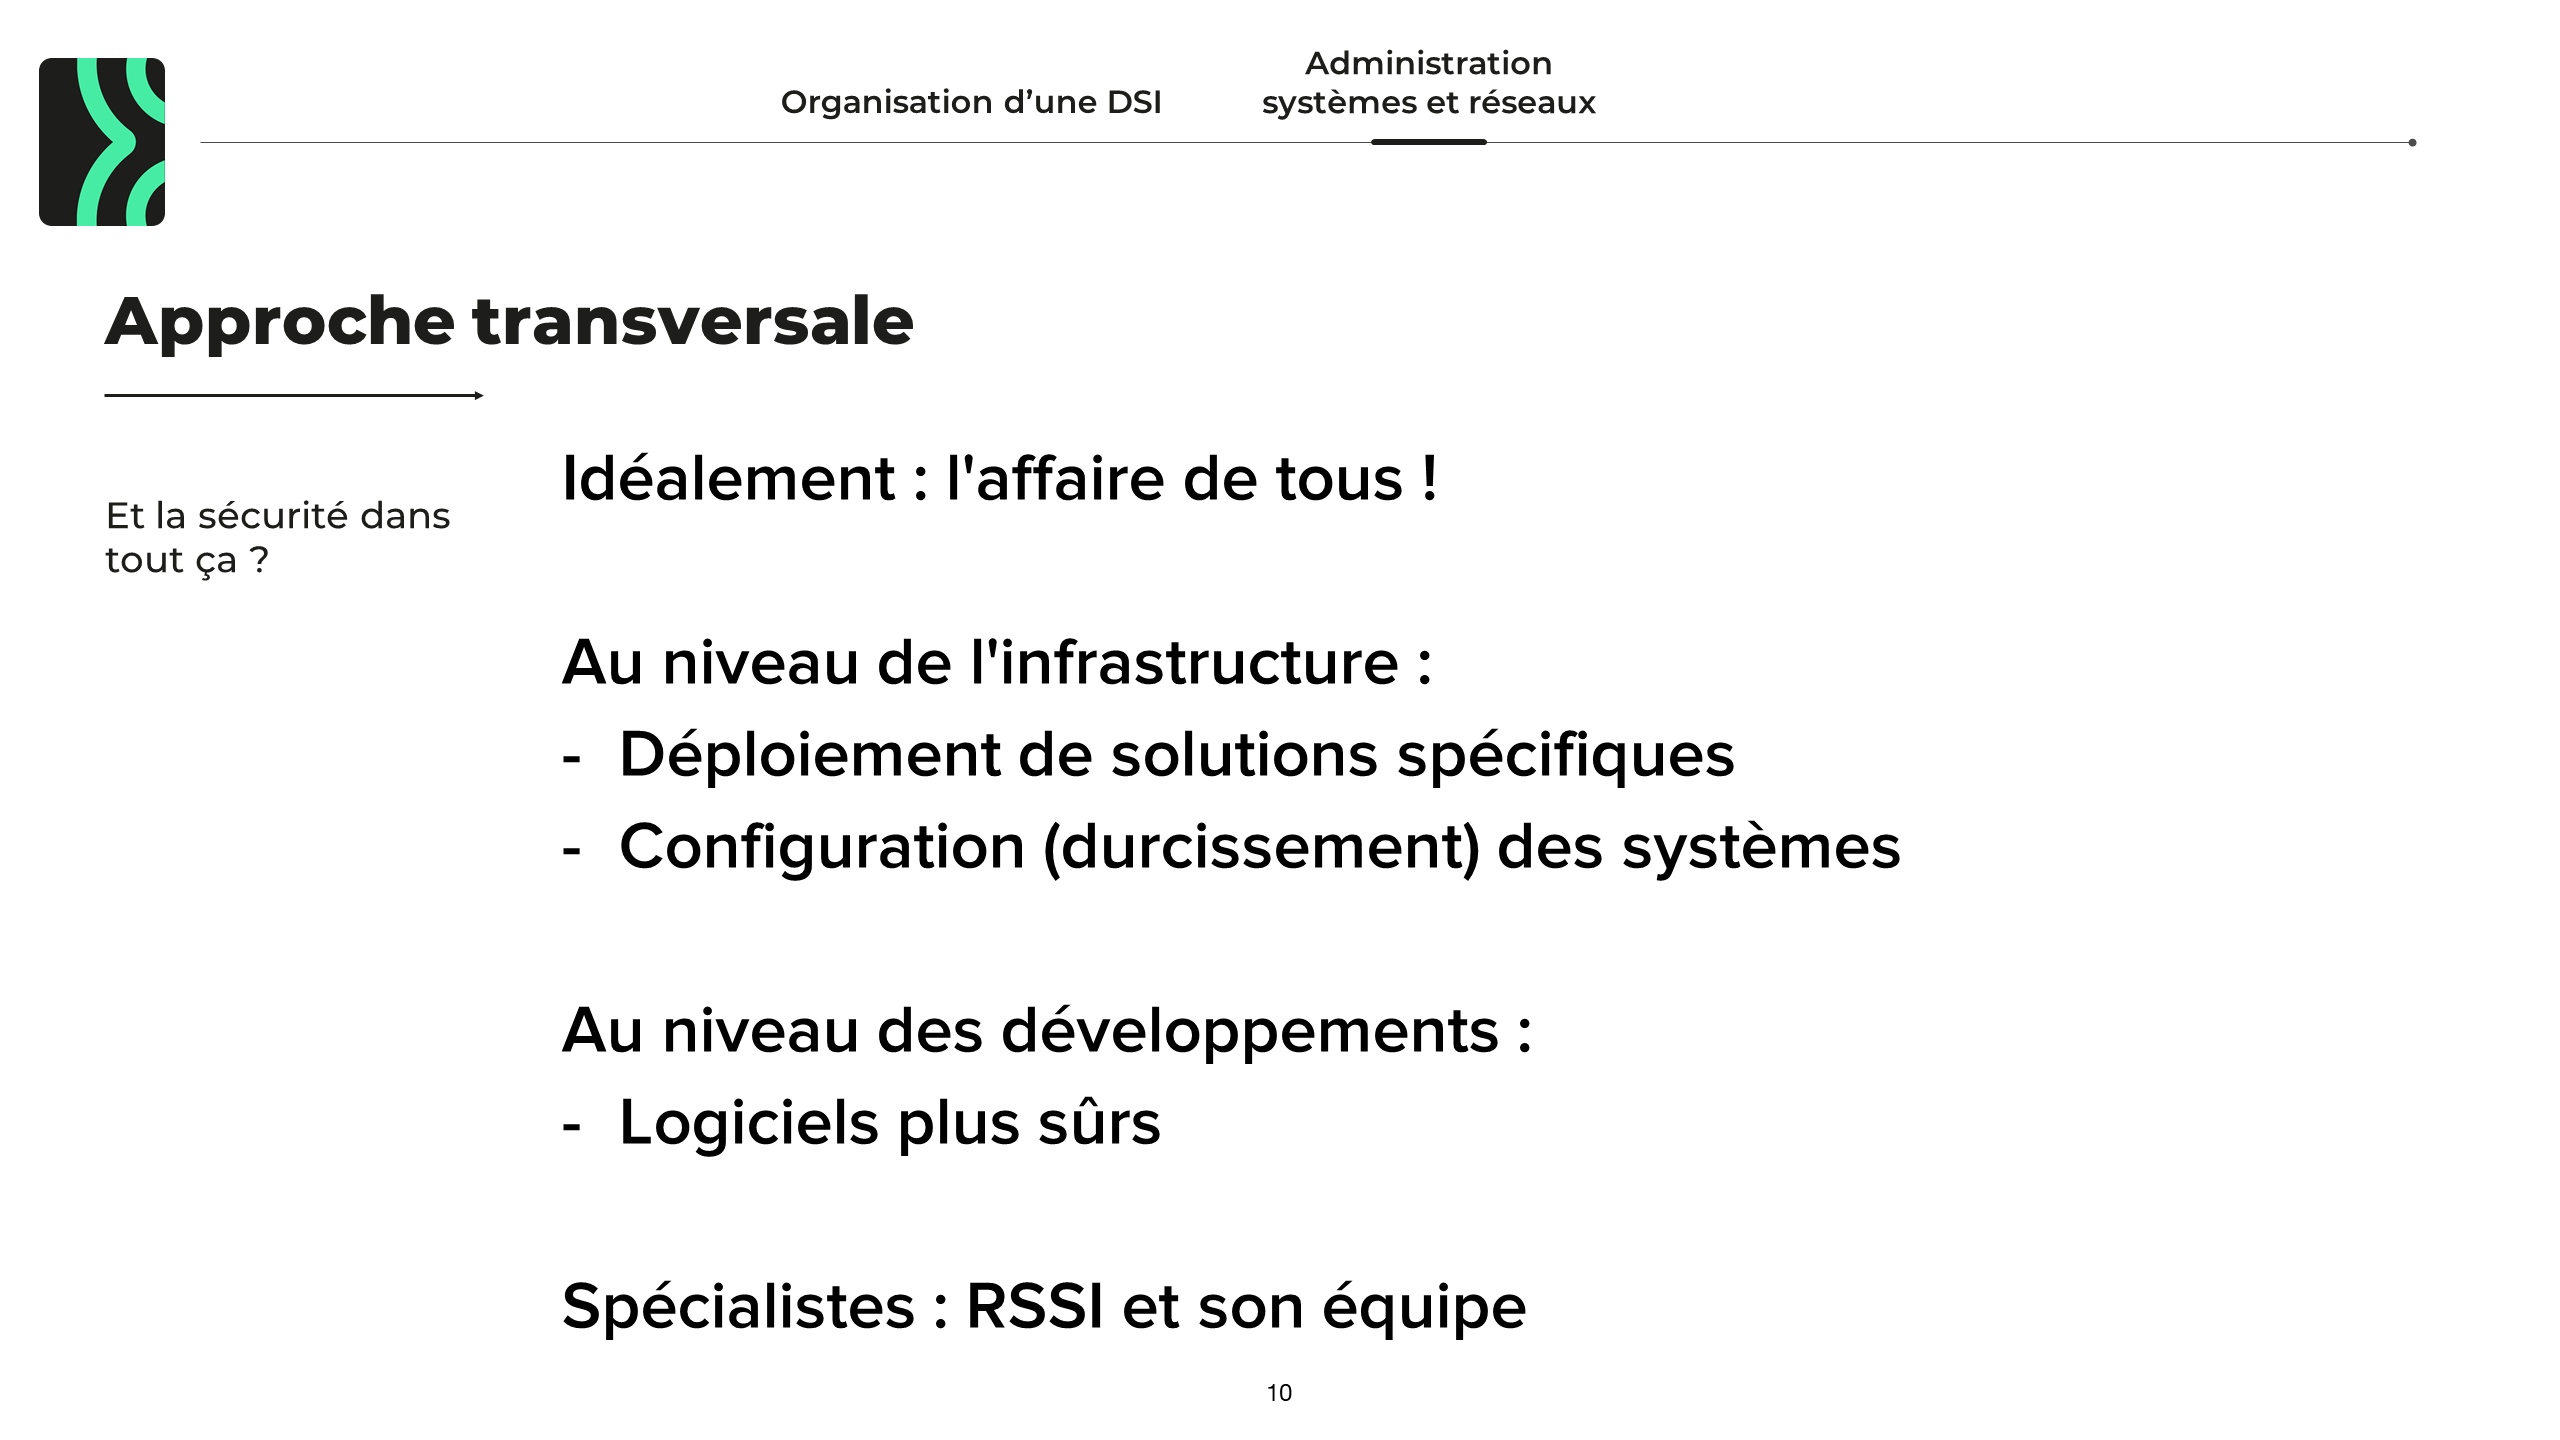 Organisation d’une DSI
Administration
systèmes et réseaux
Approche transversale
Et la sécurité dans
tout ça ?
Idéalement : l'affaire de tous !
Au niveau de l'infrastructure :
- Déploiement de solutions spécifiques
- Configuration (durcissement) des systèmes
Au niveau des développements :
- Logiciels plus sûrs
Spécialistes : RSSI et son équipe
10